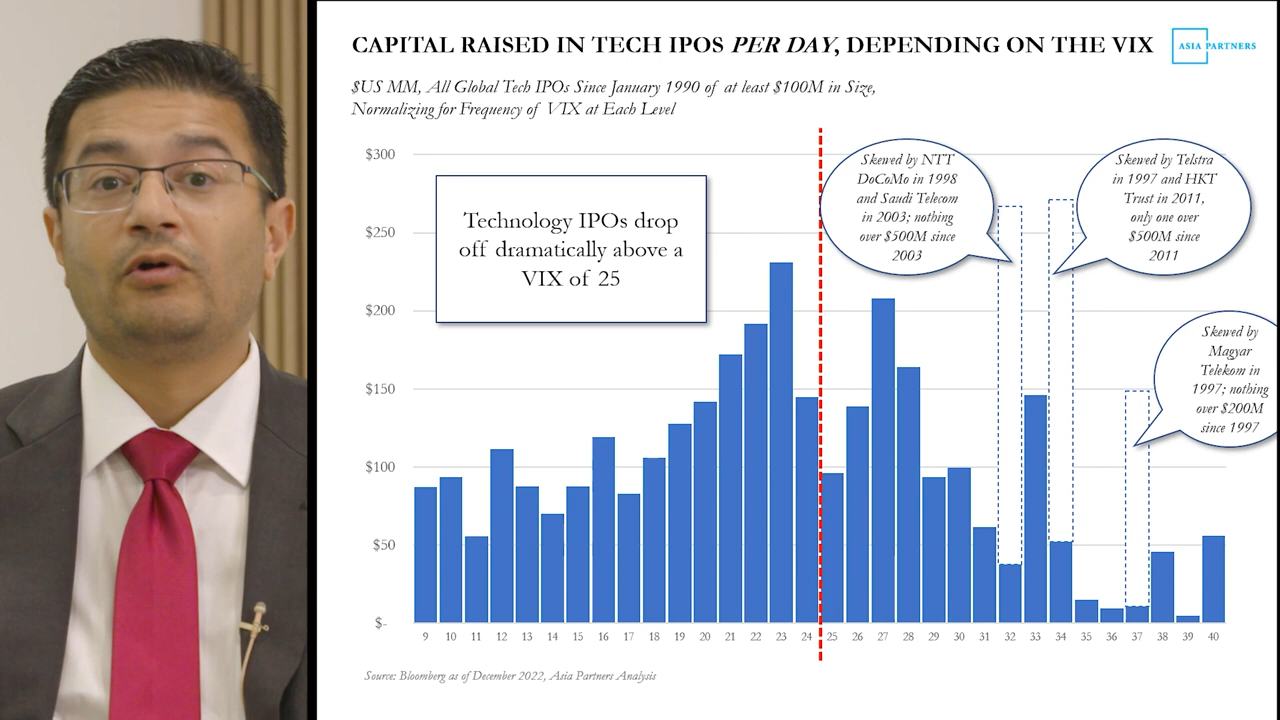 CAPITAL RAISED IN TECH IPOS PER DAY, DEPENDING ON THE VIX
ASIA PARTNERS
$US MM, All Global Tech IPOs Since January 1990 of at least $100M in Size,
Normalizing for Frequency of VIX at Each Level
$300
$250
$200
$150
$100
$50
$-
Technology IPOs drop
off dramatically above a
VIX of 25
Skewed by NTT
DoCoMo in 1998
and Saudi Telecom
in 2003; nothing
over $500M since
2003
Skewed by Telstra
in 1997 and HKT
Trust in 2011,
only one over
$500M since
2011
Skewed by
Magyar
Telekom in
1997; nothing
over $200M
since 1997
9 10 11 12 13 14 15 16 17 18 19 20 21 22 23 24 25 26 27 28 29 30 31 32 33 34 35 36 37 38 39 40
Source: Bloomberg as of December 2022, Asia Partners Analysis